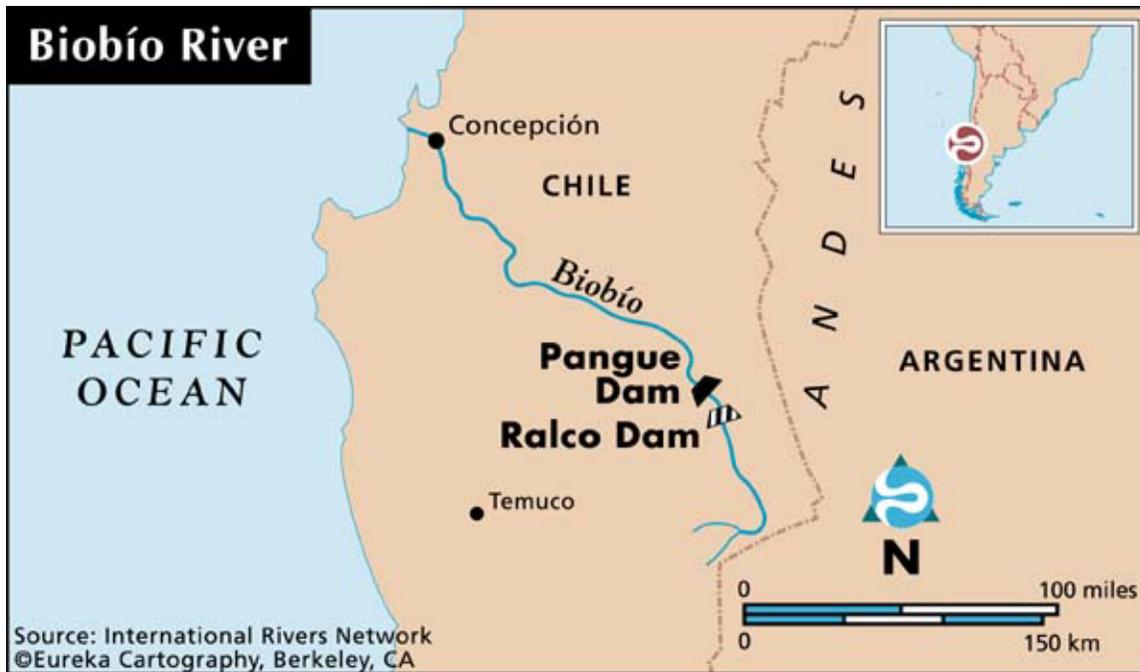 Biobío River
Concepción
CHILE
ANDES
Biobío
PACIFIC
OCEAN
Pangue
Dam
ARGENTINA
Ralco Dam
Temuco
N
0 100 miles
0 150 km
Source: International Rivers Network
©Eureka Cartography, Berkeley, CA